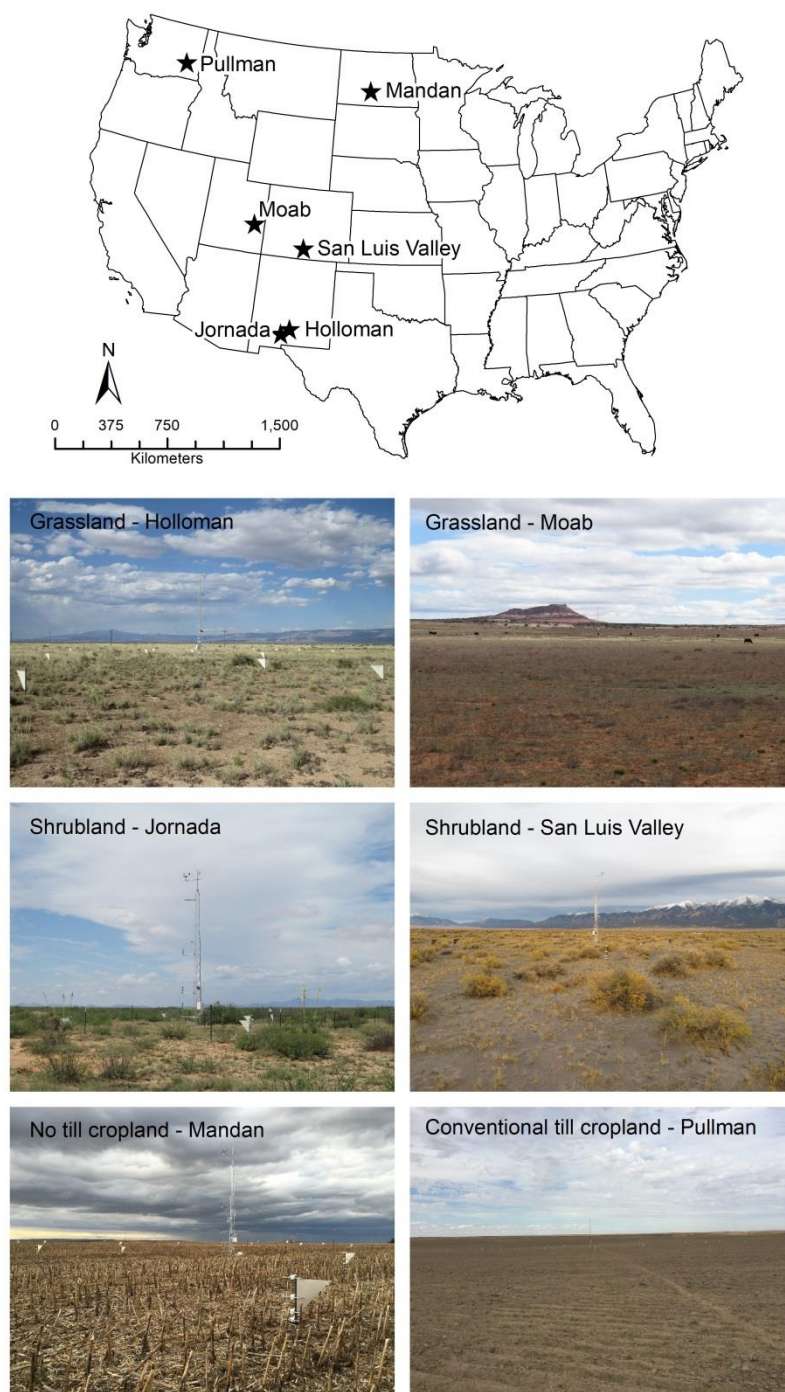 Pullman
Mandan
Moab
San Luis Valley
Jornada
Holloman
N
0 375 750 1,500
Kilometers
Grassland - Holloman
Grassland - Moab
Shrubland - Jornada
Shrubland - San Luis Valley
No till cropland - Mandan
Conventional till cropland - Pullman